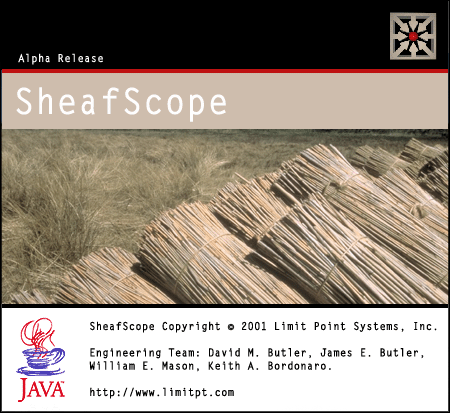 Alpha Release
SheafScope
SheafScope Copyright © 2001 Limit Point Systems, Inc.
Engineering Team: David M. Butler, James E. Butler,
William E. Mason, Keith A. Bordonaro.
JAVA™
http://www.limitpt.com